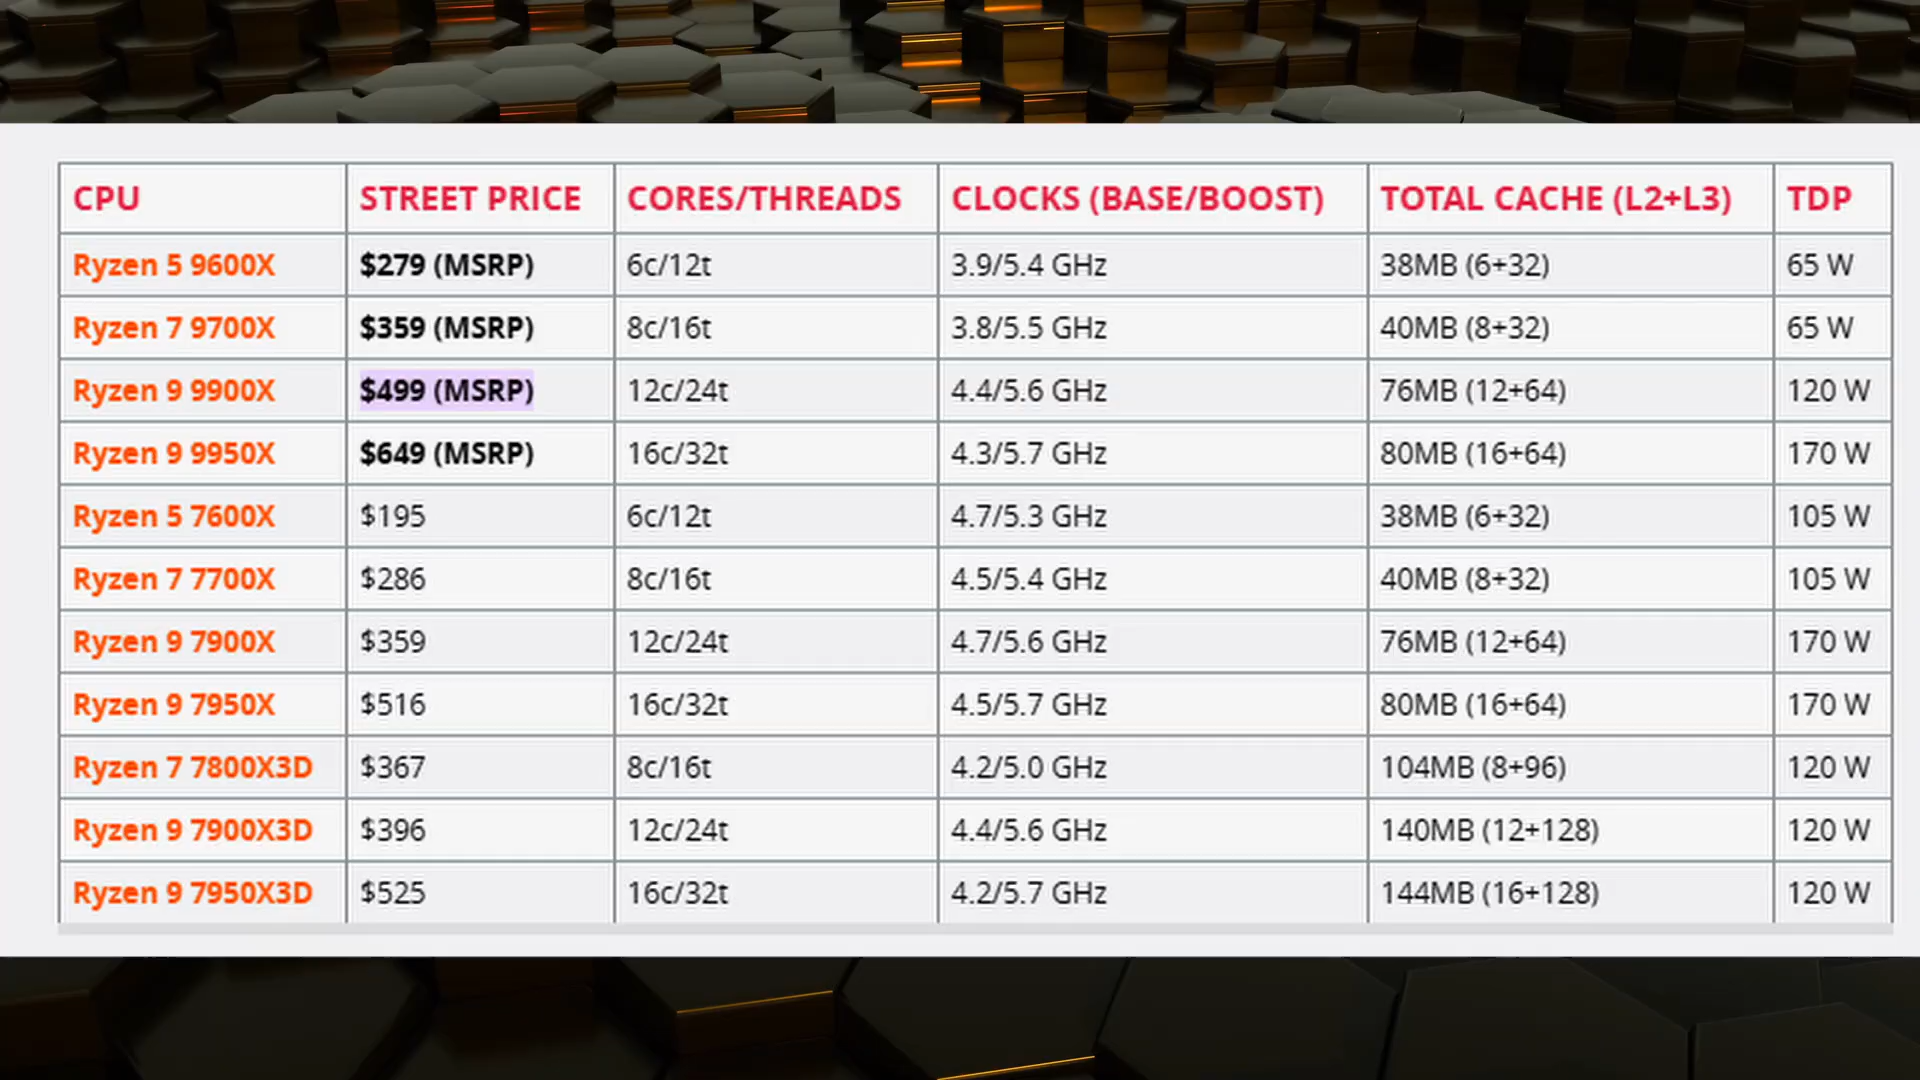 CPU STREET PRICE CORES/THREADS CLOCKS (BASE/BOOST) TOTAL CACHE (L2+L3) TDP
Ryzen 5 9600X $279 (MSRP) 6c/12t 3.9/5.4 GHz 38MB (6+32) 65 W
Ryzen 7 9700X $359 (MSRP) 8c/16t 3.8/5.5 GHz 40MB (8+32) 65 W
Ryzen 9 9900X $499 (MSRP) 12c/24t 4.4/5.6 GHz 76MB (12+64) 120 W
Ryzen 9 9950X $649 (MSRP) 16c/32t 4.3/5.7 GHz 80MB (16+64) 170 W
Ryzen 5 7600X $195 6c/12t 4.7/5.3 GHz 38MB (6+32) 105 W
Ryzen 7 7700X $286 8c/16t 4.5/5.4 GHz 40MB (8+32) 105 W
Ryzen 9 7900X $359 12c/24t 4.7/5.6 GHz 76MB (12+64) 170 W
Ryzen 9 7950X $516 16c/32t 4.5/5.7 GHz 80MB (16+64) 170 W
Ryzen 7 7800X3D $367 8c/16t 4.2/5.0 GHz 104MB (8+96) 120 W
Ryzen 9 7900X3D $396 12c/24t 4.4/5.6 GHz 140MB (12+128) 120 W
Ryzen 9 7950X3D $525 16c/32t 4.2/5.7 GHz 144MB (16+128) 120 W